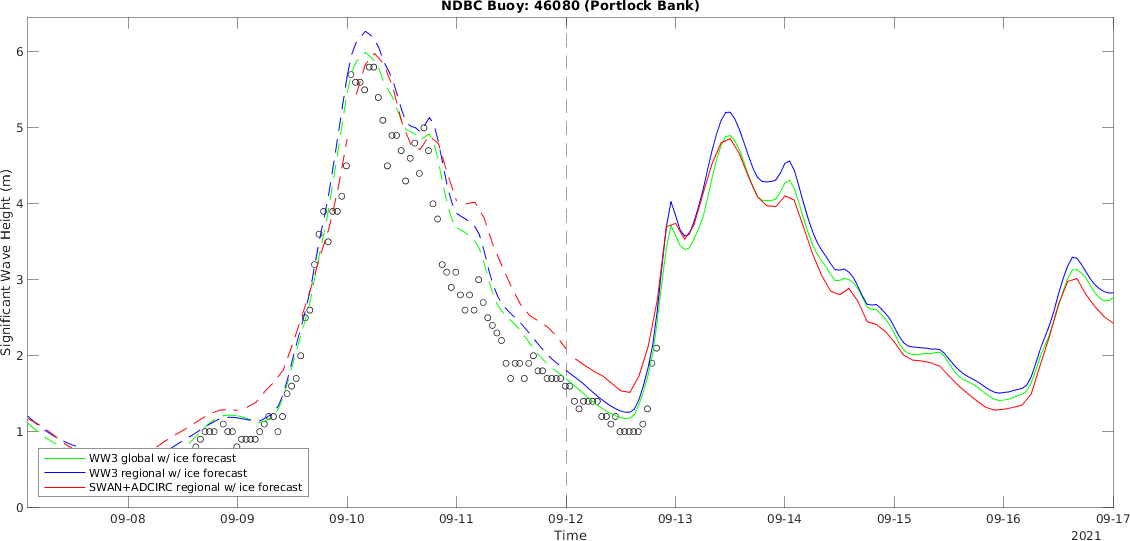 NDBC Buoy: 46080 (Portlock Bank)
6
5
4
3
2
1
0
Significant Wave Height (m)
WW3 global w/ ice forecast
WW3 regional w/ ice forecast
SWAN+ADCIRC regional w/ ice forecast
09-08 09-09 09-10 09-11 09-12 09-13 09-14 09-15 09-16 09-17
Time
2021